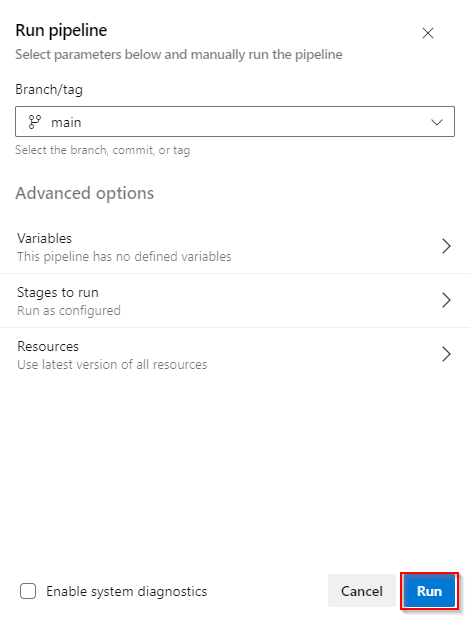 Run pipeline
Select parameters below and manually run the pipeline
Branch/tag
main
Select the branch, commit, or tag
Advanced options
Variables
This pipeline has no defined variables
Stages to run
Run as configured
Resources
Use latest version of all resources
Enable system diagnostics
Cancel
Run